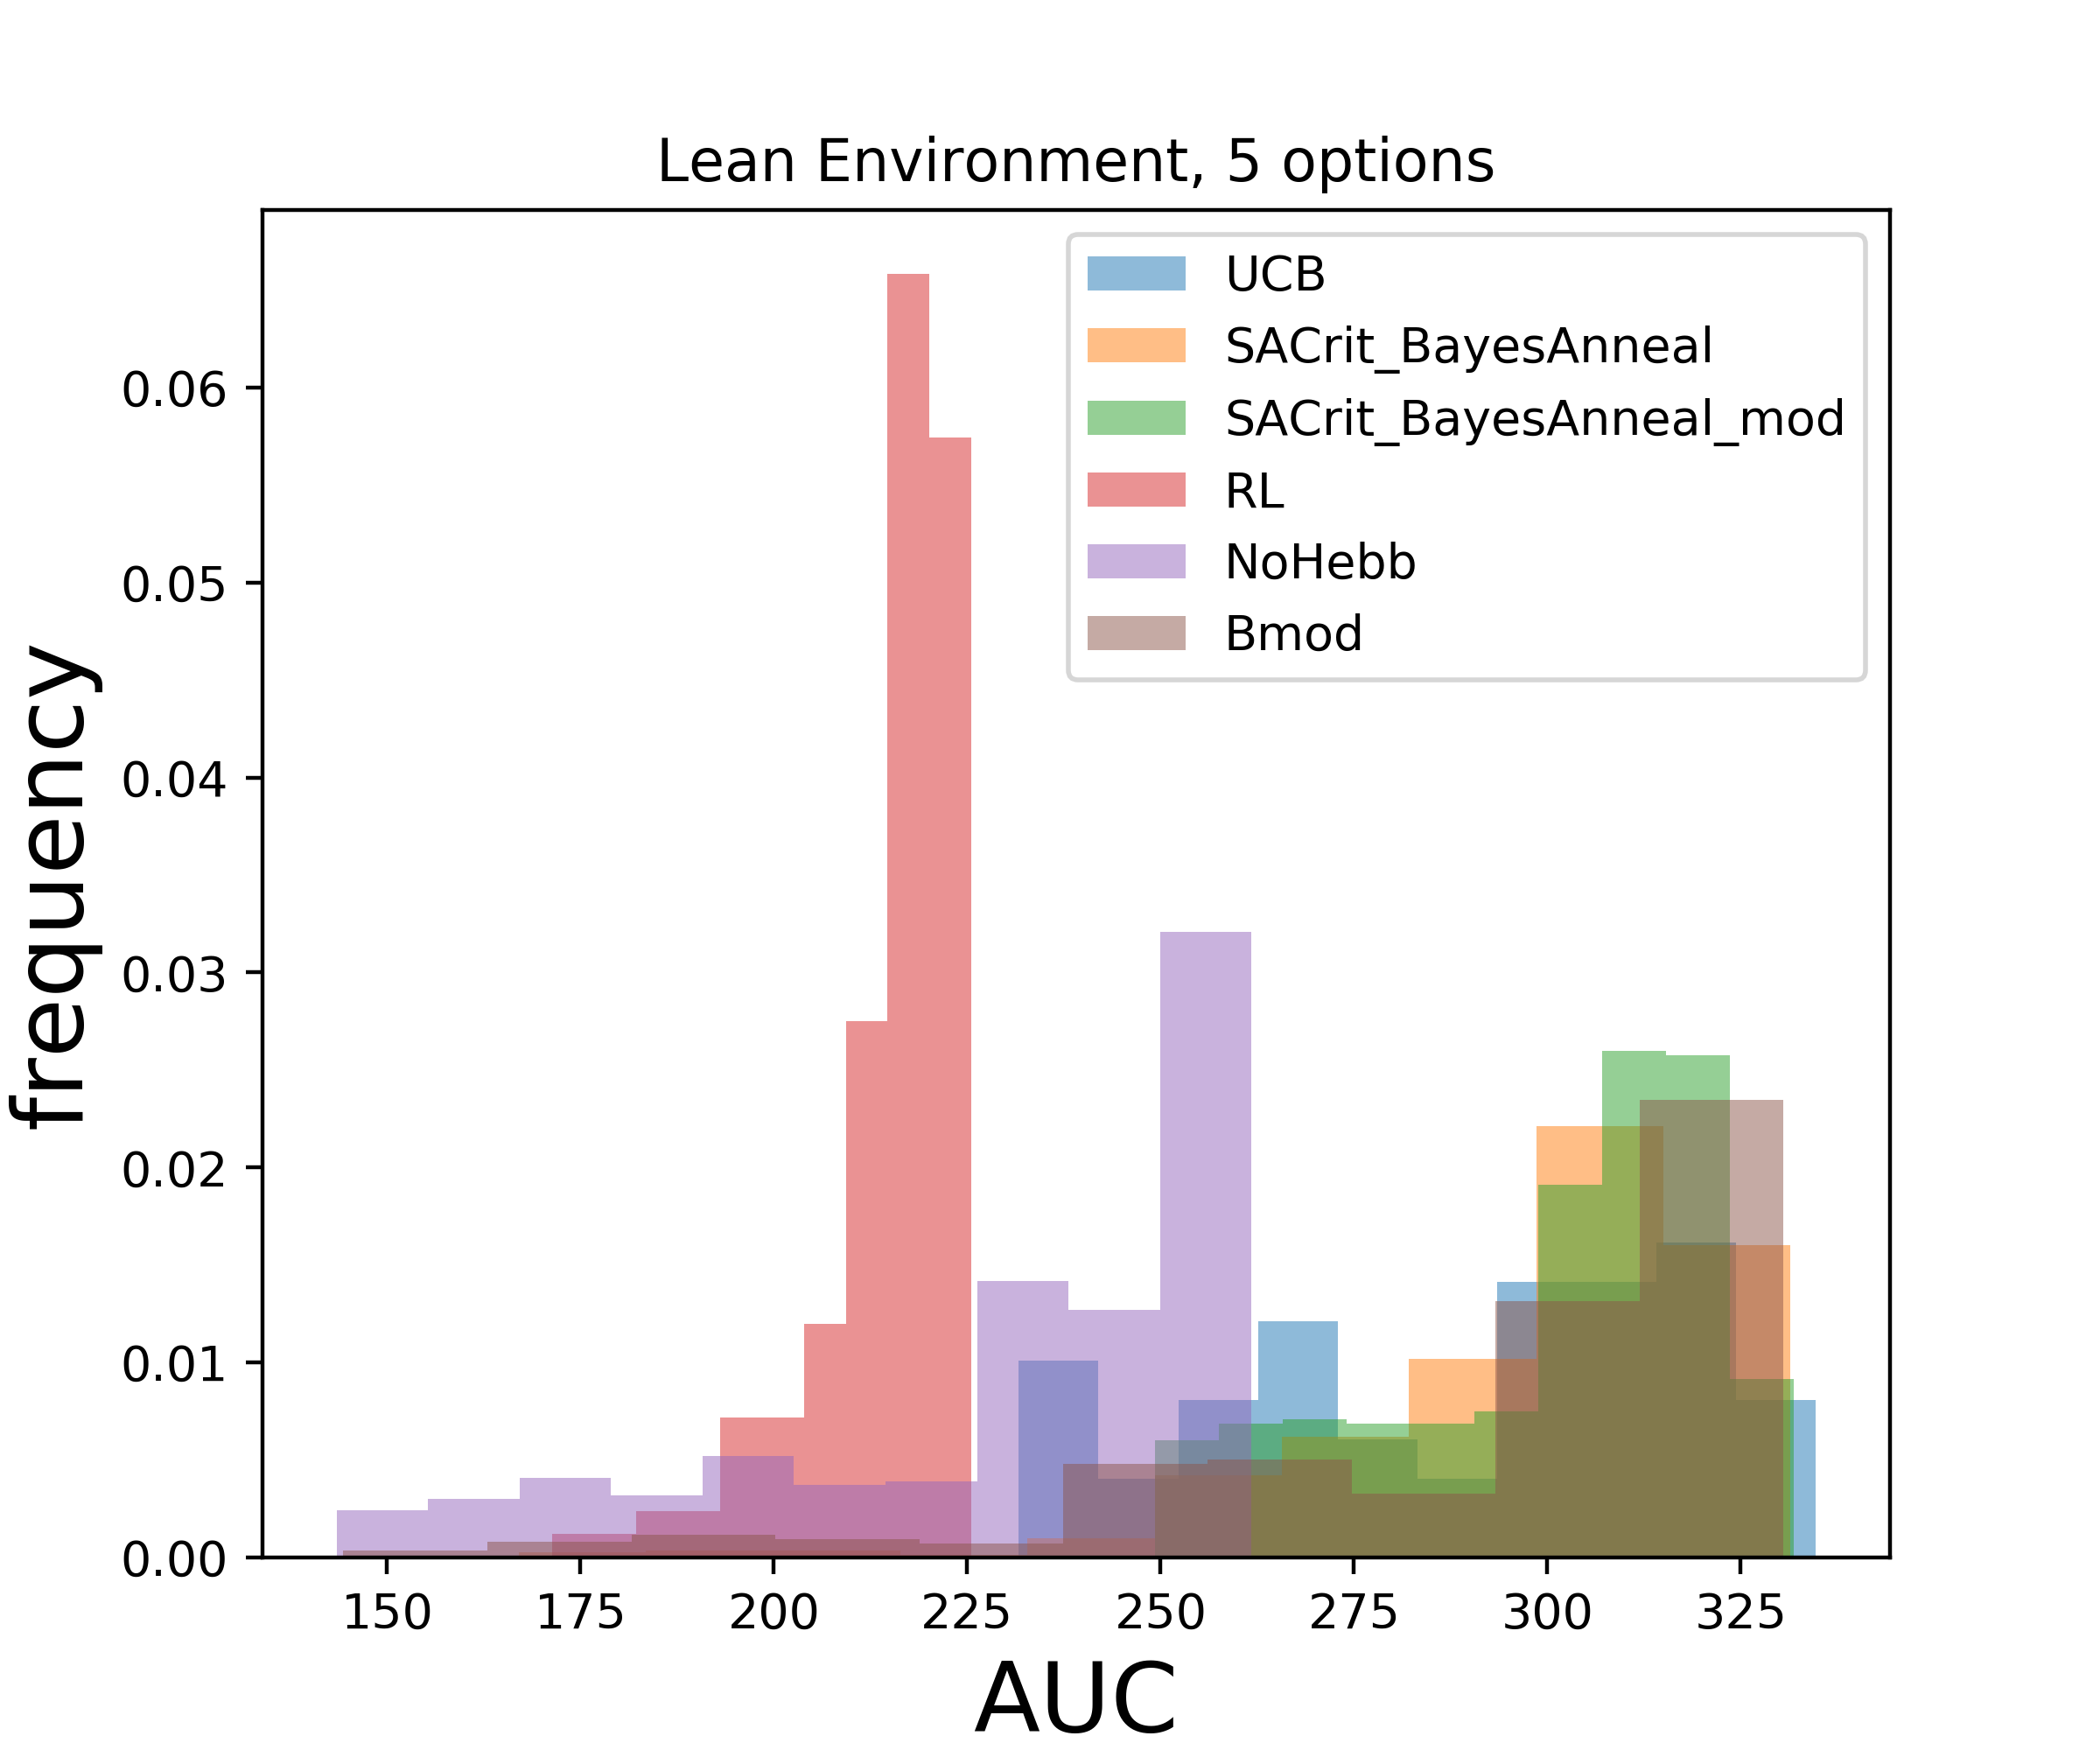 Lean Environment, 5 options
UCB
SACrit_BayesAnneal
SACrit_BayesAnneal_mod
RL
NoHebb
Bmod
frequency
0.06
0.05
0.04
0.03
0.02
0.01
0.00
150 175 200 225 250 275 300 325
AUC